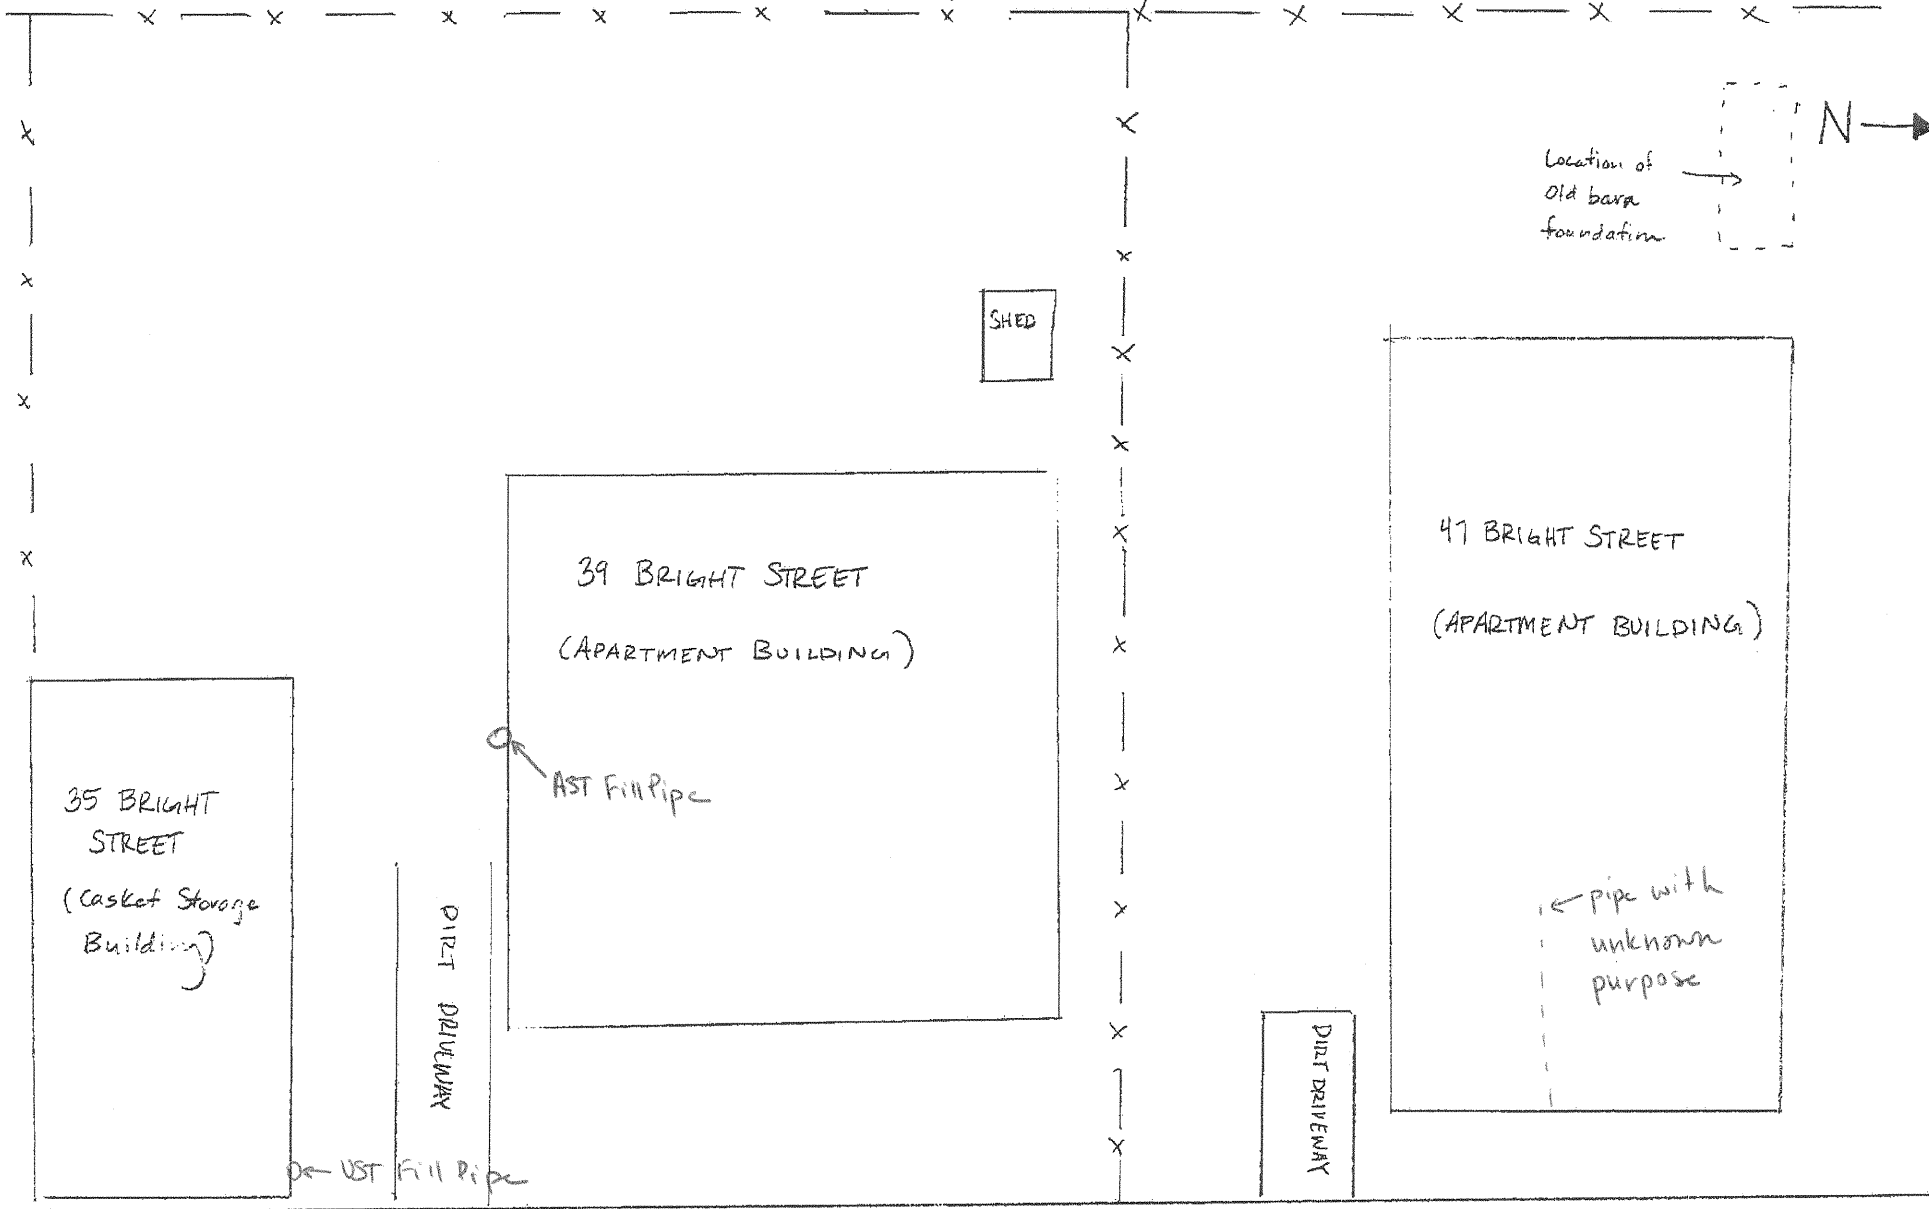 N
Location of
Old barn
foundation
SHED
47 BRIGHT STREET
(APARTMENT BUILDING)
39 BRIGHT STREET
(APARTMENT BUILDING)
AST Fill Pipe
35 BRIGHT
STREET
(Casket Storage
Building)
DIRT DRIVEWAY
UST Fill Pipe
pipe with
unknown
purpose
DIRT DRIVEWAY